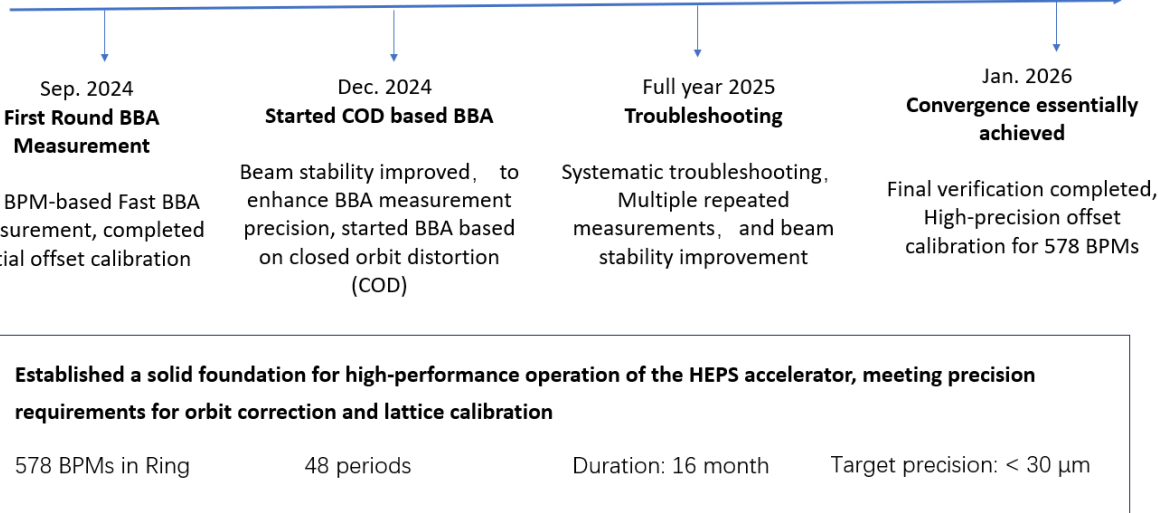 Sep. 2024
First Round BBA
Measurement
BPM-based Fast BBA
surement, completed
tial offset calibration
Dec. 2024
Started COD based BBA
Beam stability improved， to
enhance BBA measurement
precision, started BBA based
on closed orbit distortion
(COD)
Full year 2025
Troubleshooting
Systematic troubleshooting，
Multiple repeated
measurements，and beam
stability improvement
Jan. 2026
Convergence essentially
achieved
Final verification completed,
High-precision offset
calibration for 578 BPMs
Established a solid foundation for high-performance operation of the HEPS accelerator, meeting precision
requirements for orbit correction and lattice calibration
578 BPMs in Ring
48 periods
Duration: 16 month
Target precision: < 30 μm